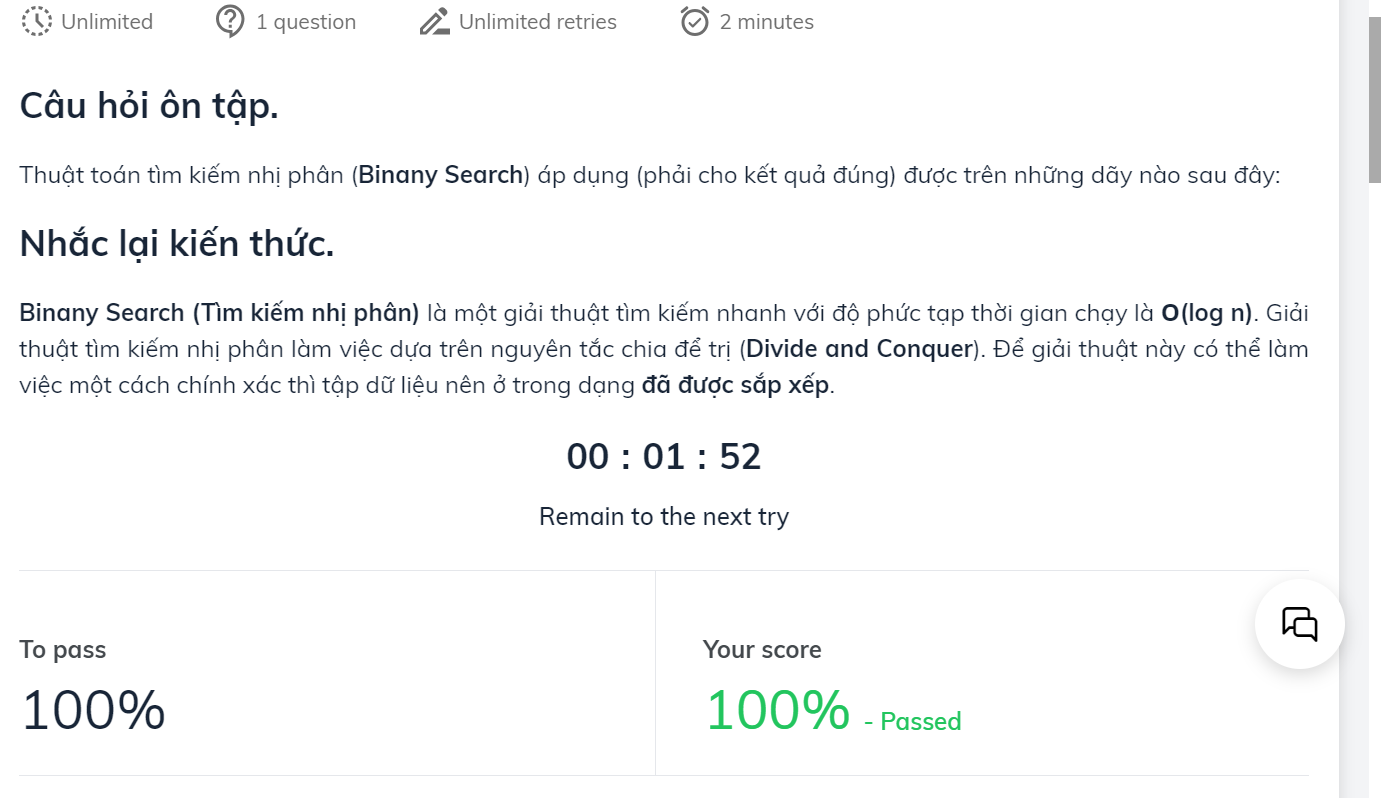 Unlimited 1 question Unlimited retries 2 minutes
Câu hỏi ôn tập.
Thuật toán tìm kiếm nhị phân (Binany Search) áp dụng (phải cho kết quả đúng) được trên những dãy nào sau đây:
Nhắc lại kiến thức.
Binany Search (Tìm kiếm nhị phân) là một giải thuật tìm kiếm nhanh với độ phức tạp thời gian chạy là O(log n). Giải
thuật tìm kiếm nhị phân làm việc dựa trên nguyên tắc chia để trị (Divide and Conquer). Để giải thuật này có thể làm
việc một cách chính xác thì tập dữ liệu nên ở trong dạng đã được sắp xếp.
00 : 01 : 52
Remain to the next try
To pass
100%
Your score
100% - Passed